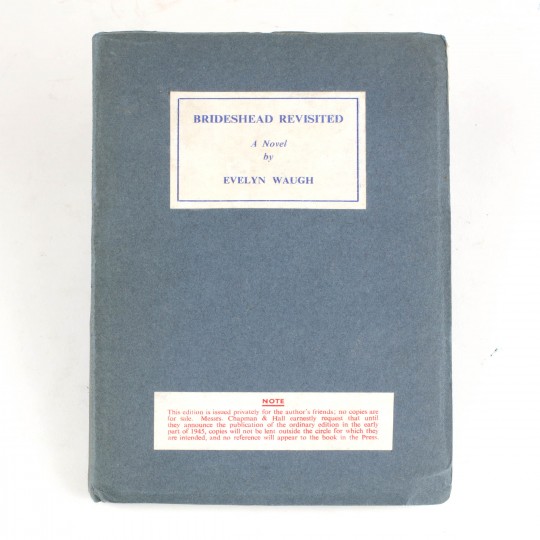 BRIDESHEAD REVISITED
A Novel
by
EVELYN WAUGH
NOTE
This edition is issued privately for the author's friends; no copies are
for sale. Messrs. Chapman & Hall earnestly request that until
they announce the publication of the ordinary edition in the early
part of 1945, copies will not be lent outside the circle for which they
are intended, and no reference will appear to the book in the Press.